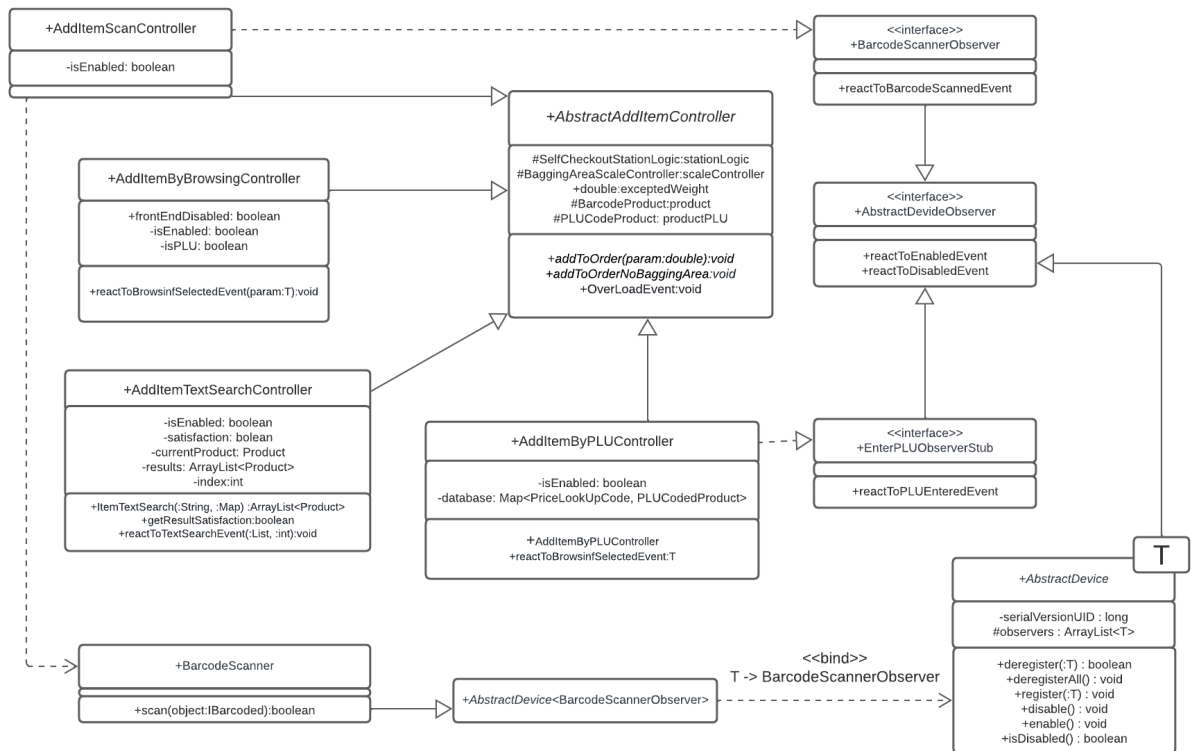 +AddItemScanController
-isEnabled: boolean
<<interface>>
+BarcodeScannerObserver
+reactToBarcodeScannedEvent
+AbstractAddItemController
#SelfCheckoutStationLogic:stationLogic
#BaggingAreaScaleController:scaleController
+double:exceptedWeight
#BarcodeProduct:product
#PLUCodeProduct: productPLU
+addToOrder(param:double):void
+addToOrderNoBaggingArea:void
+OverLoadEvent:void
+AddItemByBrowsingController
+frontEndDisabled: boolean
-isEnabled: boolean
-isPLU: boolean
+reactToBrowsinfSelectedEvent(param:T):void
<<interface>>
+AbstractDevideObserver
+reactToEnabledEvent
+reactToDisabledEvent
+AddItemTextSearchController
-isEnabled: boolean
-satisfaction: bolean
-currentProduct: Product
-results: ArrayList<Product>
-index:int
+ItemTextSearch(:String, :Map) :ArrayList<Product>
+getResultSatisfaction:boolean
+reactToTextSearchEvent(:List, :int):void
+AddItemByPLUController
-isEnabled: boolean
-database: Map<PriceLookUpCode, PLUCodedProduct>
+AddItemByPLUController
+reactToBrowsinfSelectedEvent:T
<<interface>>
+EnterPLUObserverStub
+reactToPLUEnteredEvent
T
+AbstractDevice
-serialVersionUID : long
#observers : ArrayList<T>
+deregister(:T) : boolean
+deregisterAll() : void
+register(:T) : void
+disable() : void
+enable() : void
+isDisabled() : boolean
+BarcodeScanner
+scan(object:IBarcoded):boolean
+AbstractDevice<BarcodeScannerObserver>
<<bind>>
T -> BarcodeScannerObserver